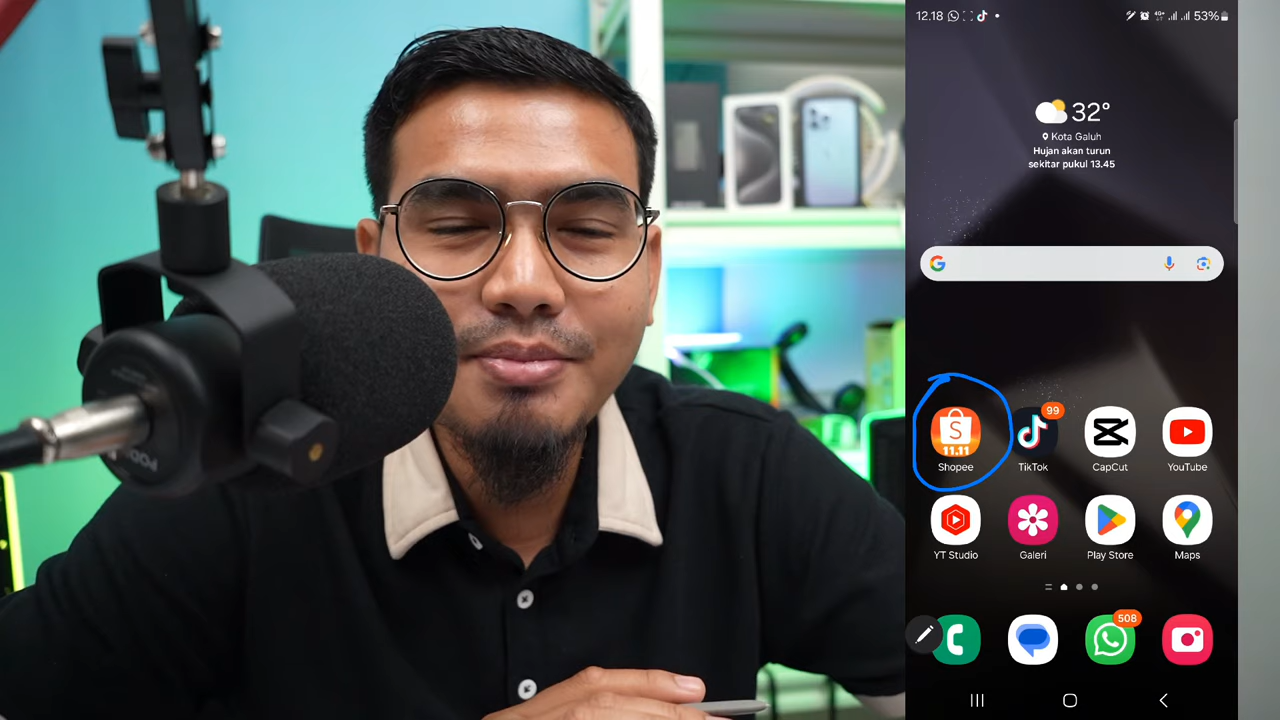 12.18
4G+
53%
32°
Kota Galuh
Hujan akan turun
sekitar pukul 13.45
G
S
11.11
99
Shopee
TikTok
CapCut
YouTube
YT Studio
Galeri
Play Store
Maps
508